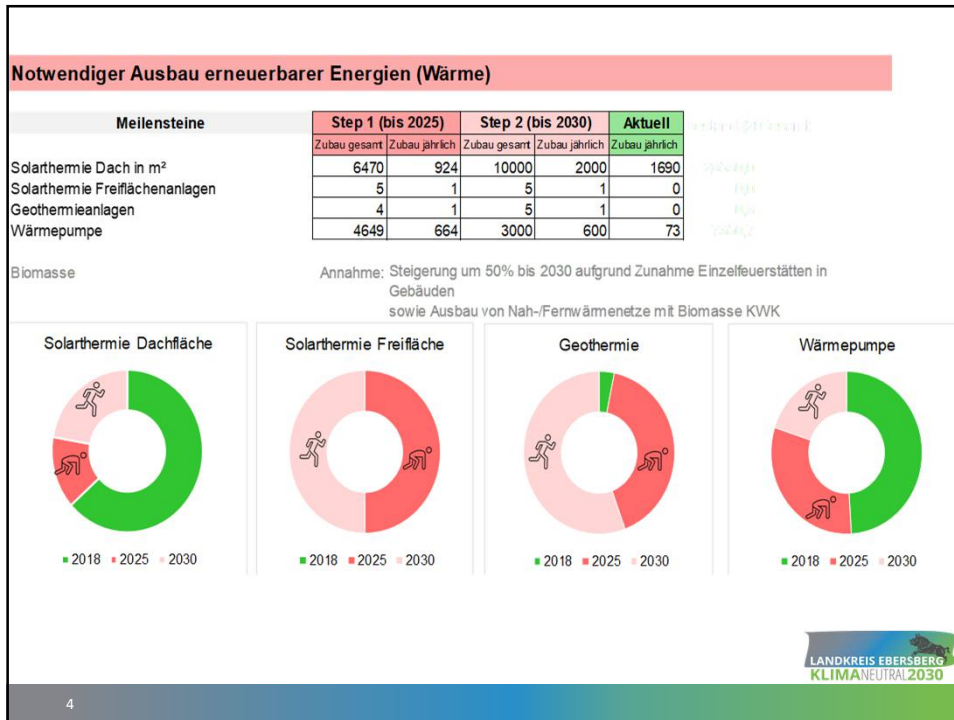 Notwendiger Ausbau erneuerbarer Energien (Wärme)
Meilensteine Step 1 (bis 2025) Step 2 (bis 2030) Aktuell
Zubau gesamt Zubau jährlich Zubau gesamt Zubau jährlich Zubau jährlich
Solarthermie Dach in m² 6470 924 10000 2000 1690
Solarthermie Freiflächenanlagen 5 1 5 1 0
Geothermieanlagen 4 1 5 1 0
Wärmepumpe 4649 664 3000 600 73
Biomasse Annahme: Steigerung um 50% bis 2030 aufgrund Zunahme Einzelfeuerstätten in
Gebäuden
sowie Ausbau von Nah-/Fernwärmenetze mit Biomasse KWK
Solarthermie Dachfläche
2018 2025 2030
Solarthermie Freifläche
2018 2025 2030
Geothermie
2018 2025 2030
Wärmepumpe
2018 2025 2030
LANDKREIS EBERSBERG
KLIMANEUTRAL2030
4